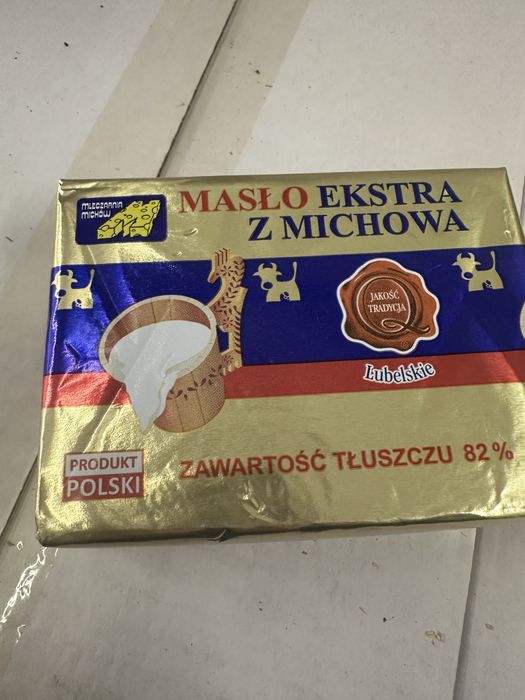 MLECZARNIA
MICHÓW
MASŁO EKSTRA
Z MICHOWA
JAKOŚĆ
TRADYCJA
Lubelskie
PRODUKT
POLSKI
ZAWARTOŚĆ TŁUSZCZU 82%